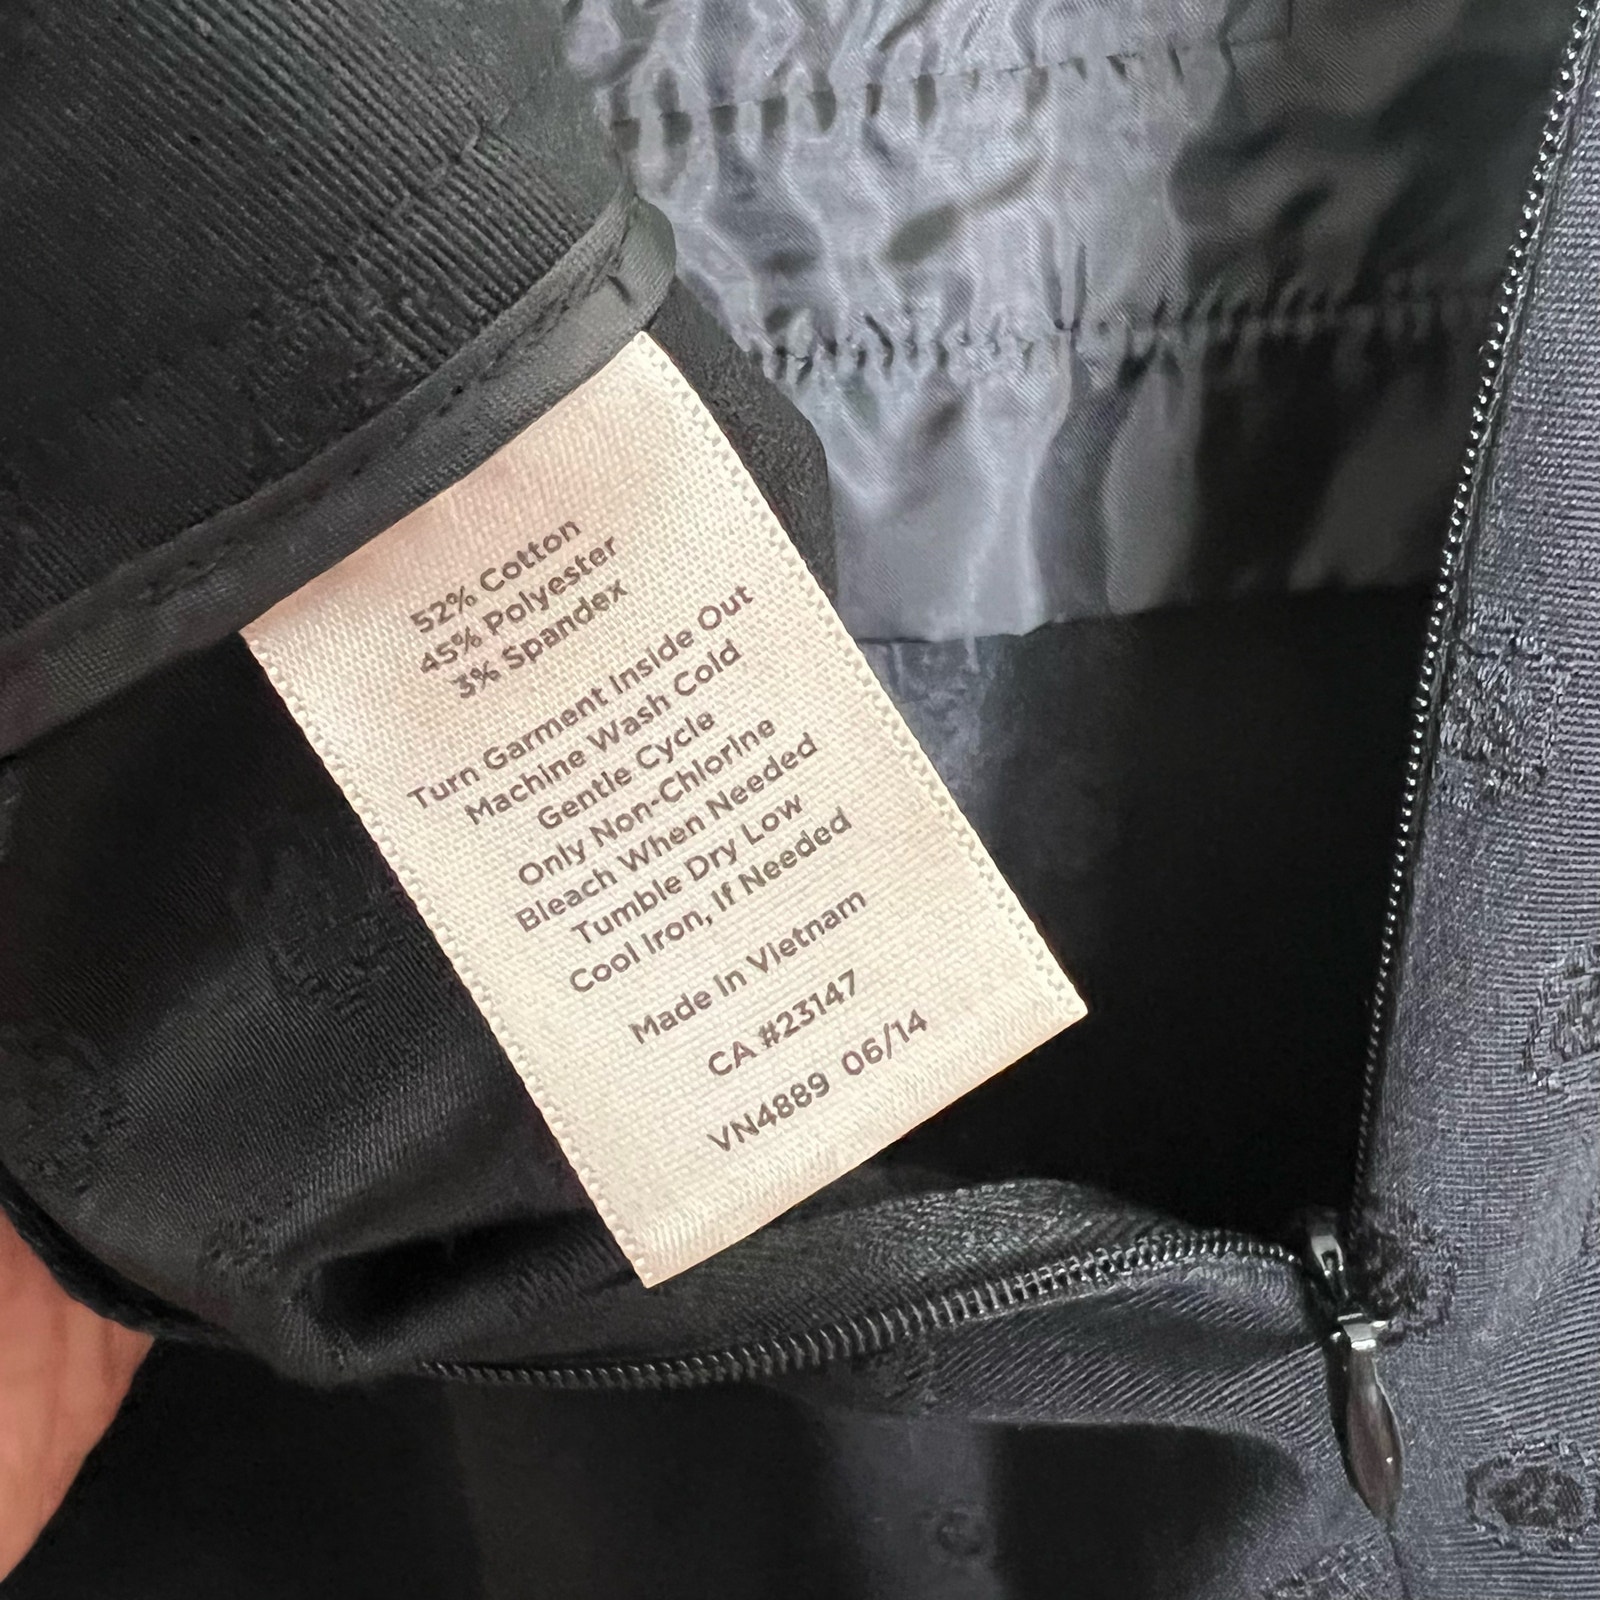 52% Cotton
45% Polyester
3% Spandex
Turn Garment Inside Out
Machine Wash Cold
Gentle Cycle
Only Non-Chlorine
Bleach When Needed
Tumble Dry Low
Cool Iron, If Needed
Made In Vietnam
CA #23147
VN4889 06/14